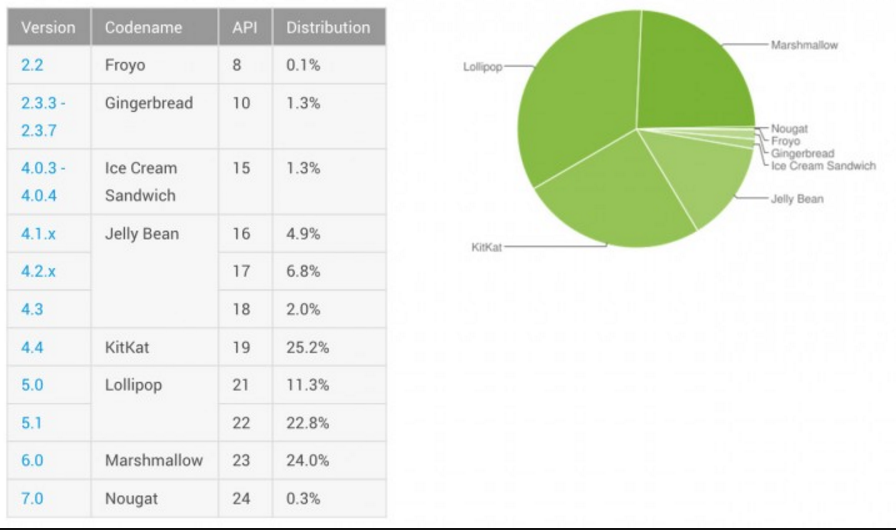 Version Codename API Distribution
2.2 Froyo 8 0.1%
2.3.3 - Gingerbread 10 1.3%
2.3.7
4.0.3 - Ice Cream 15 1.3%
4.0.4 Sandwich
4.1.x Jelly Bean 16 4.9%
4.2.x 17 6.8%
4.3 18 2.0%
4.4 KitKat 19 25.2%
5.0 Lollipop 21 11.3%
5.1 22 22.8%
6.0 Marshmallow 23 24.0%
7.0 Nougat 24 0.3%
Marshmallow
Lollipop
Nougat
Froyo
Gingerbread
Ice Cream Sandwich
Jelly Bean
KitKat